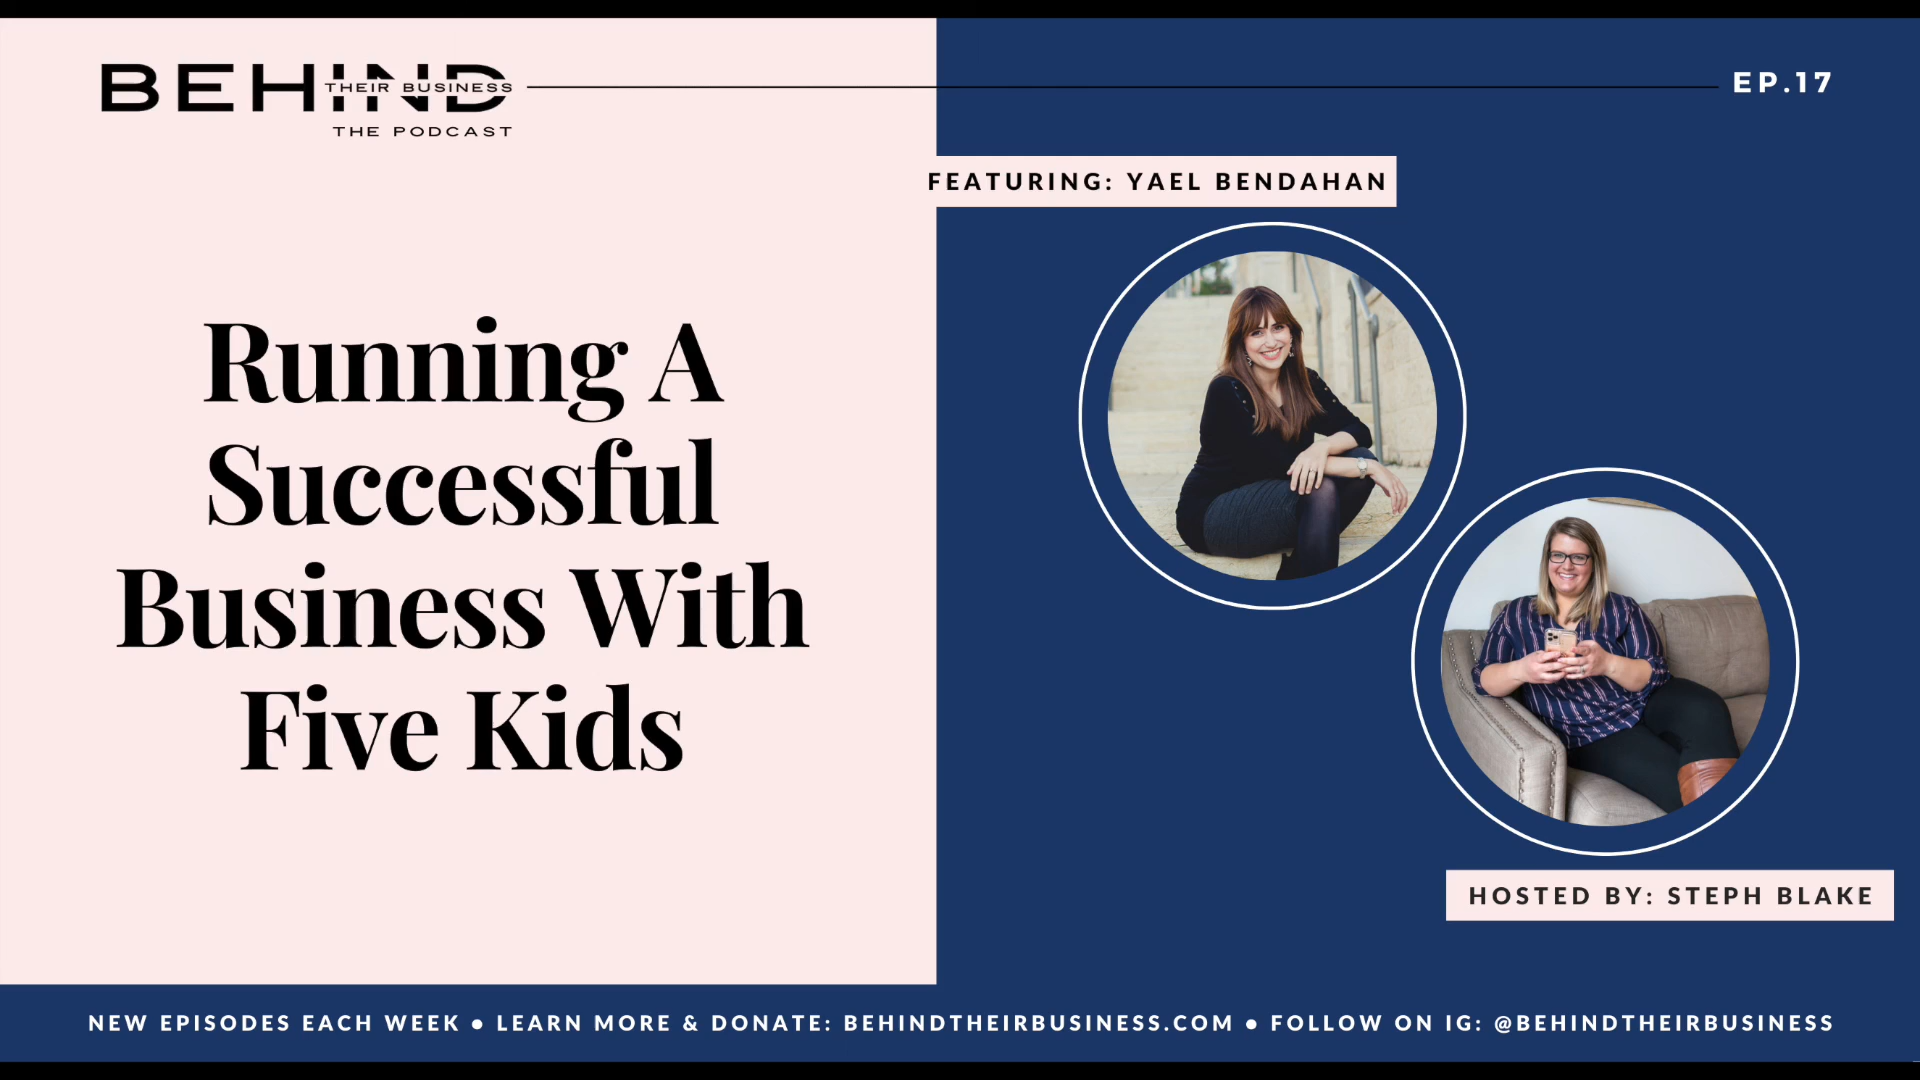 BEHIND
THEIR BUSINESS
THE PODCAST
EP.17
FEATURING: YAEL BENDAHAN
Running A
Successful
Business With
Five Kids
HOSTED BY: STEPH BLAKE
NEW EPISODES EACH WEEK ● LEARN MORE & DONATE: BEHINDTHEIRBUSINESS.COM ● FOLLOW ON IG: @BEHINDTHEIRBUSINESS